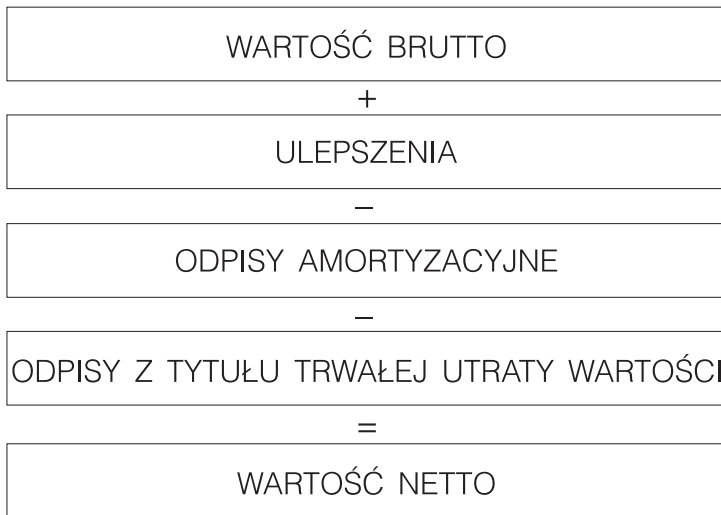 WARTOŚĆ BRUTTO
+
ULEPSZENIA
–
ODPISY AMORTYZACYJNE
–
ODPISY Z TYTUŁU TRWAŁEJ UTRATY WARTOŚCI
=
WARTOŚĆ NETTO